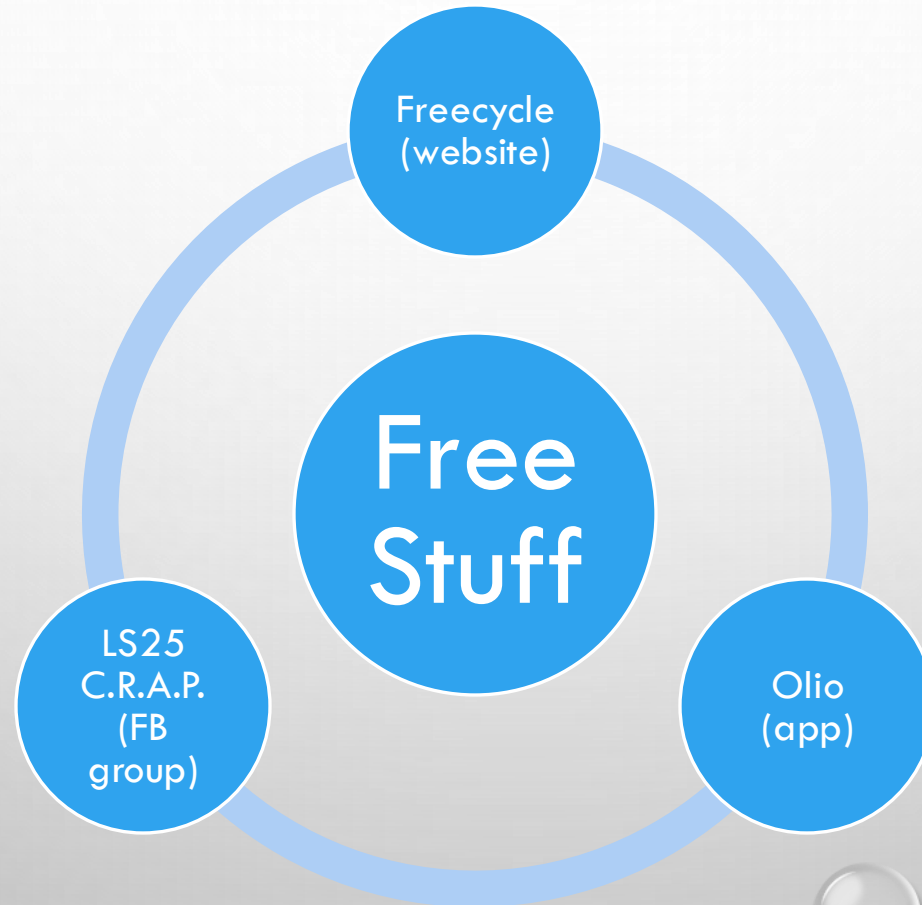 Freecycle
(website)
Free
Stuff
LS25
C.R.A.P.
(FB
group)
Olio
(app)